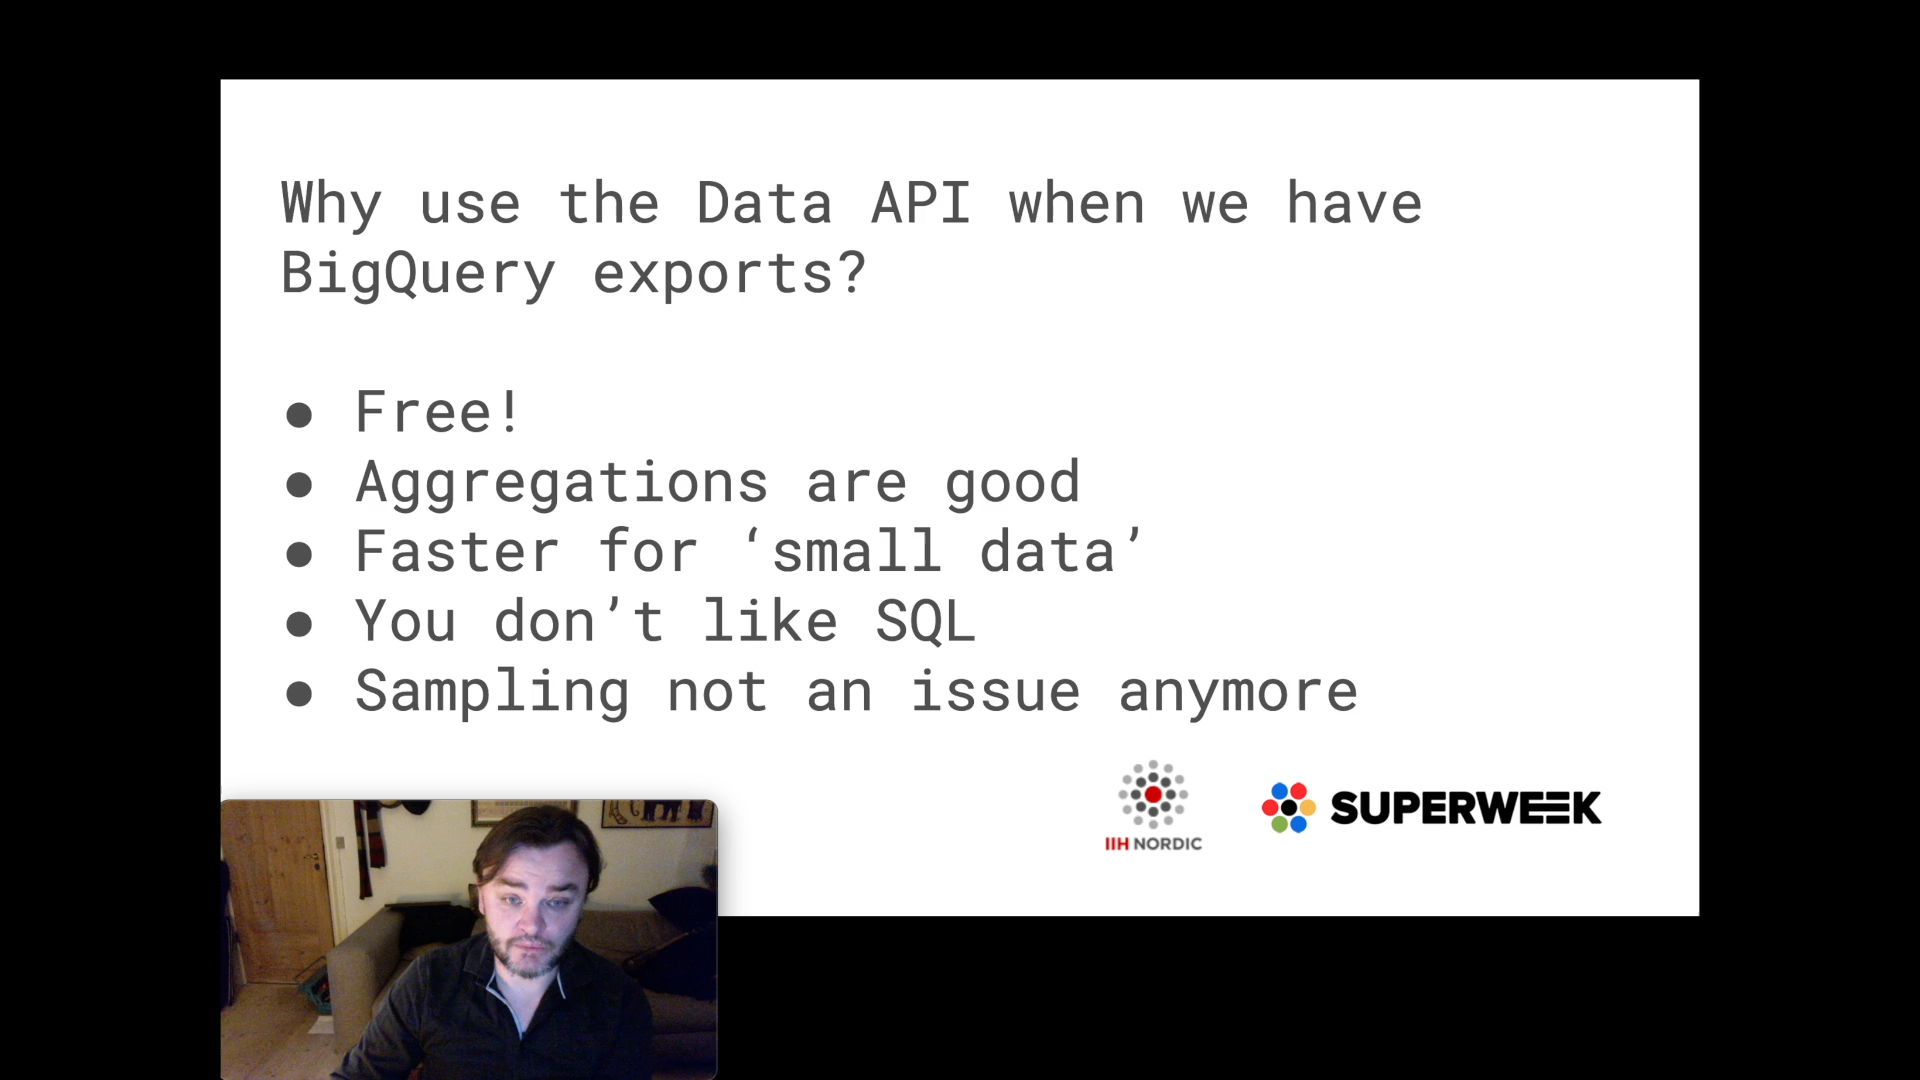 Why use the Data API when we have
BigQuery exports?
● Free!
● Aggregations are good
● Faster for ‘small data’
● You don’t like SQL
● Sampling not an issue anymore
IIH NORDIC
SUPERWEEK